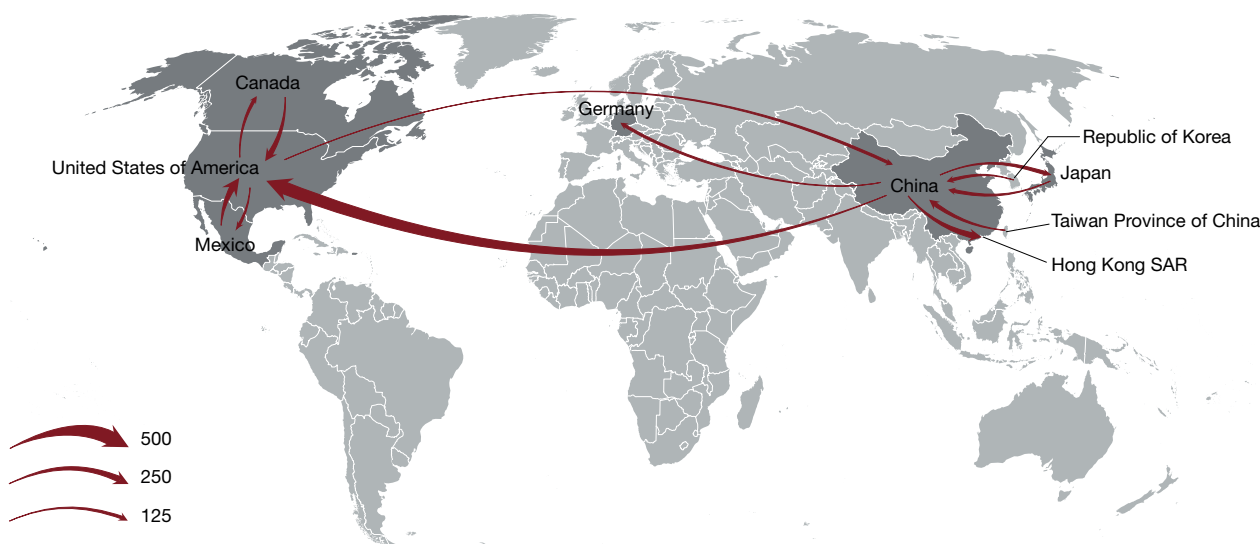 Canada
Germany
Republic of Korea
United States of America
Japan
China
Taiwan Province of China
Mexico
Hong Kong SAR
500
250
125